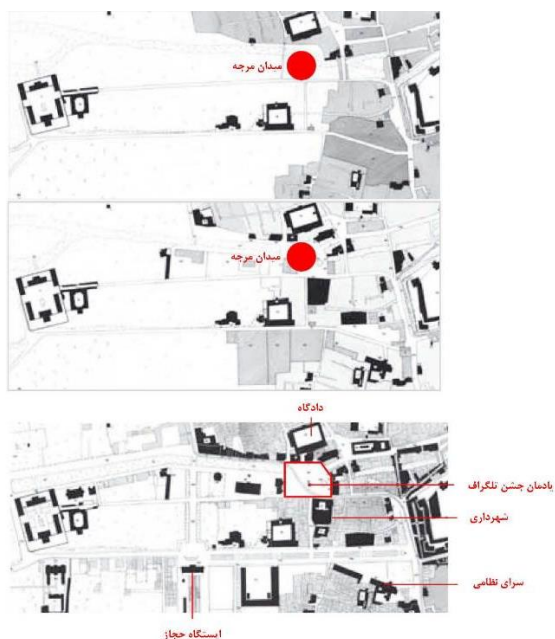 میدان مرجه
میدان مرجه
دادگاه
یادمان جشن تلگراف
شهرداری
سرای نظامی
ایستگاه حجاز